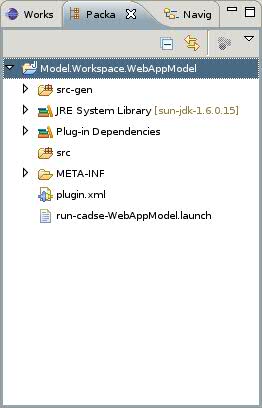 Works Packa Navig
Model.Workspace.WebAppModel
src-gen
JRE System Library [sun-jdk-1.6.0.15]
Plug-in Dependencies
src
META-INF
plugin.xml
run-cadse-WebAppModel.launch